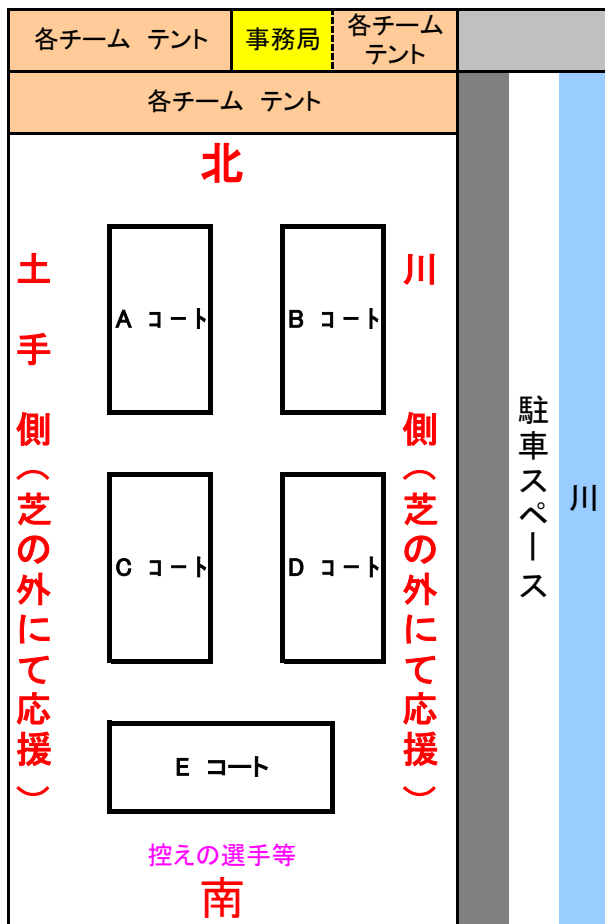 各チーム テント
事務局
各チーム
テント
各チーム テント
北
土手側（芝の外にて応援）
川側（芝の外にて応援）
A コート
B コート
C コート
D コート
E コート
駐車スペース
川
控えの選手等
南